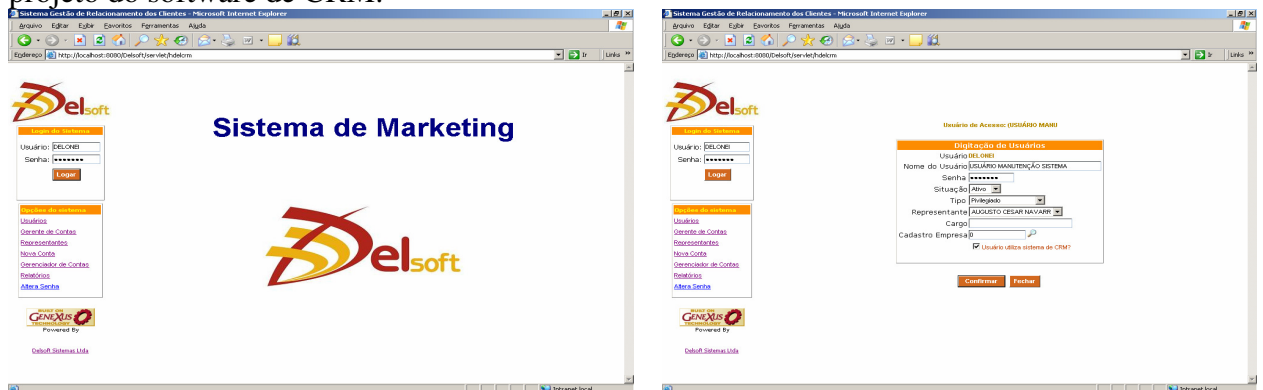 projeto do software de CRM.
Sistema Gestão de Relacionamento dos Clientes - Microsoft Internet Explorer
Arquivo Editar Exibir Favoritos Ferramentas Ajuda
Endereço http://localhost:8080/Delsoft/servlet/hdelcrm Ir Links »
Delsoft
Login do Sistema
Usuário: DELONEI
Senha: •••••••
Logar
Opções do sistema
Usuários
Gerente de Contas
Representantes
Nova Conta
Gerenciador de Contas
Relatórios
Altera Senha
BUILT ON
GENEXUS
TECHNOLOGY
Powered By
Delsoft Sistemas Ltda
Sistema de Marketing
Delsoft
Intranet local
Sistema Gestão de Relacionamento dos Clientes - Microsoft Internet Explorer
Arquivo Editar Exibir Favoritos Ferramentas Ajuda
Endereço http://localhost:8080/Delsoft/servlet/hdelcrm Ir Links »
Delsoft
Login do Sistema
Usuário: DELONEI
Senha: •••••••
Logar
Opções do sistema
Usuários
Gerente de Contas
Representantes
Nova Conta
Gerenciador de Contas
Relatórios
Altera Senha
BUILT ON
GENEXUS
TECHNOLOGY
Powered By
Delsoft Sistemas Ltda
Usuário de Acesso: (USUÁRIO MANU
Digitação de Usuários
Usuário DELONEI
Nome do Usuário USUÁRIO MANUTENÇÃO SISTEMA
Senha •••••••
Situação Ativo
Tipo Privilegiado
Representante AUGUSTO CESAR NAVARR
Cargo
Cadastro Empresa 0
Usuário utiliza sistema de CRM?
Confirmar Fechar
Intranet local